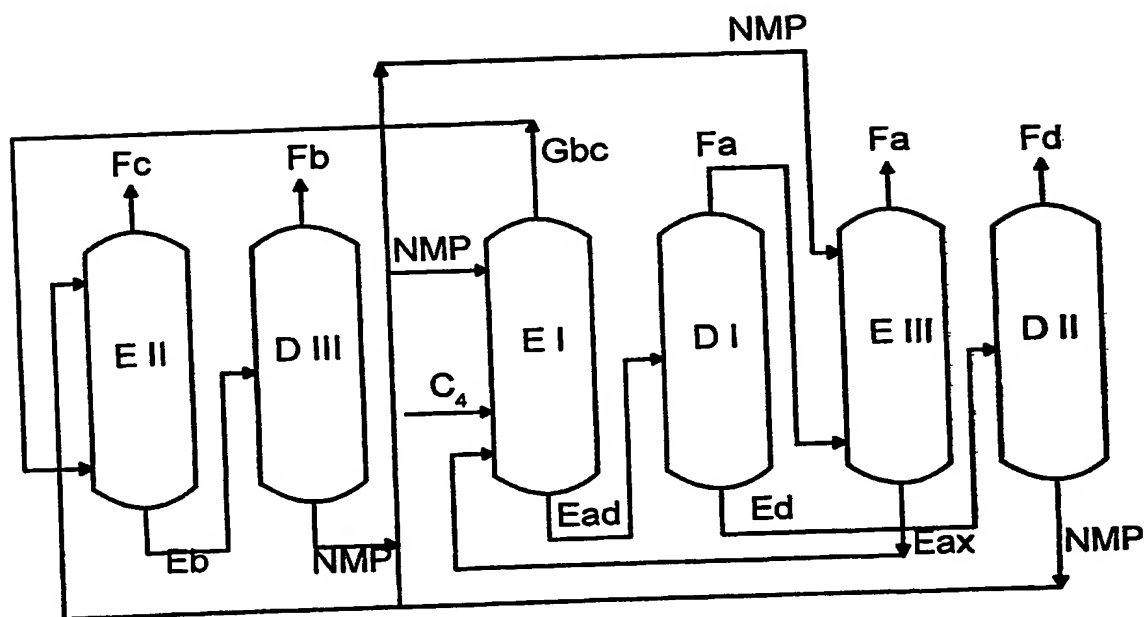 NMP
Gbc
Fc
Fb
Fa
Fa
Fd
NMP
E II
D III
E I
D I
E III
D II
C₄
Eb
NMP
Ead
Ed
Eax
NMP